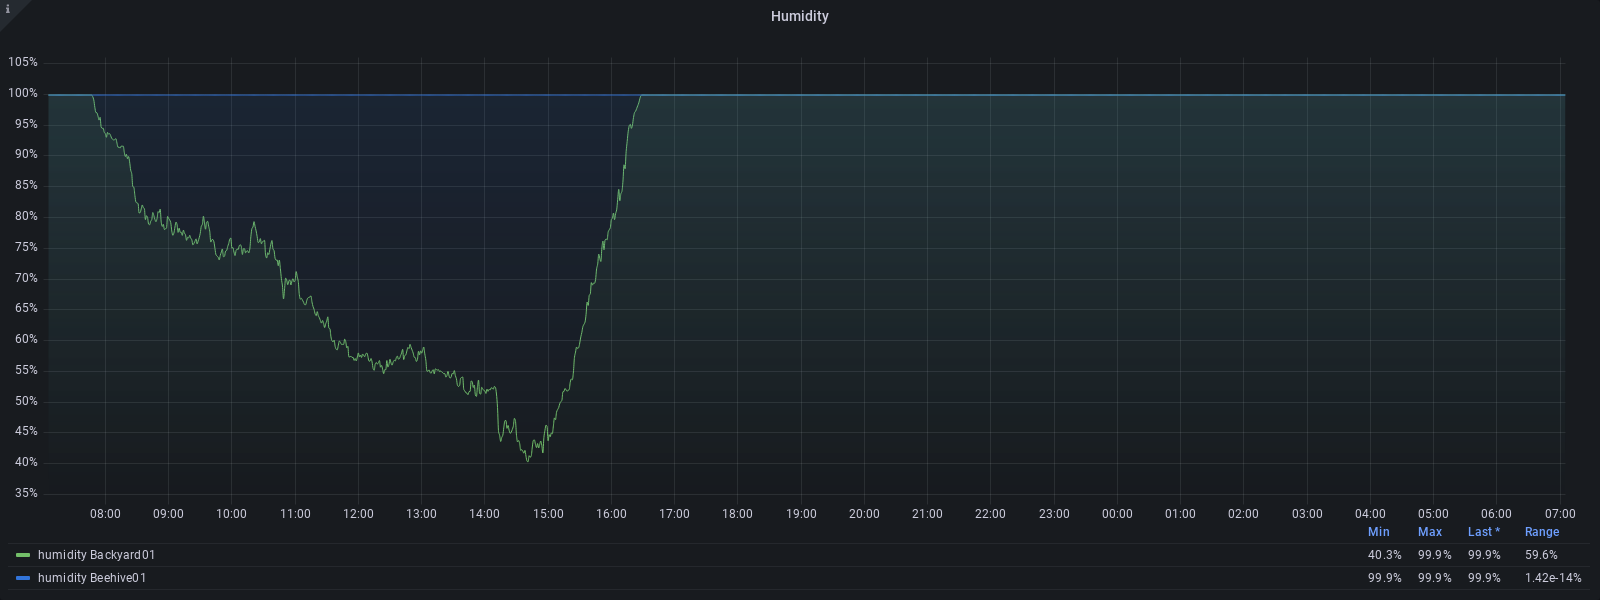 i
Humidity
105%
100%
95%
90%
85%
80%
75%
70%
65%
60%
55%
50%
45%
40%
35%
08:00 09:00 10:00 11:00 12:00 13:00 14:00 15:00 16:00 17:00 18:00 19:00 20:00 21:00 22:00 23:00 00:00 01:00 02:00 03:00 04:00 05:00 06:00 07:00
Min Max Last * Range
humidity Backyard01 40.3% 99.9% 99.9% 59.6%
humidity Beehive01 99.9% 99.9% 99.9% 1.42e-14%